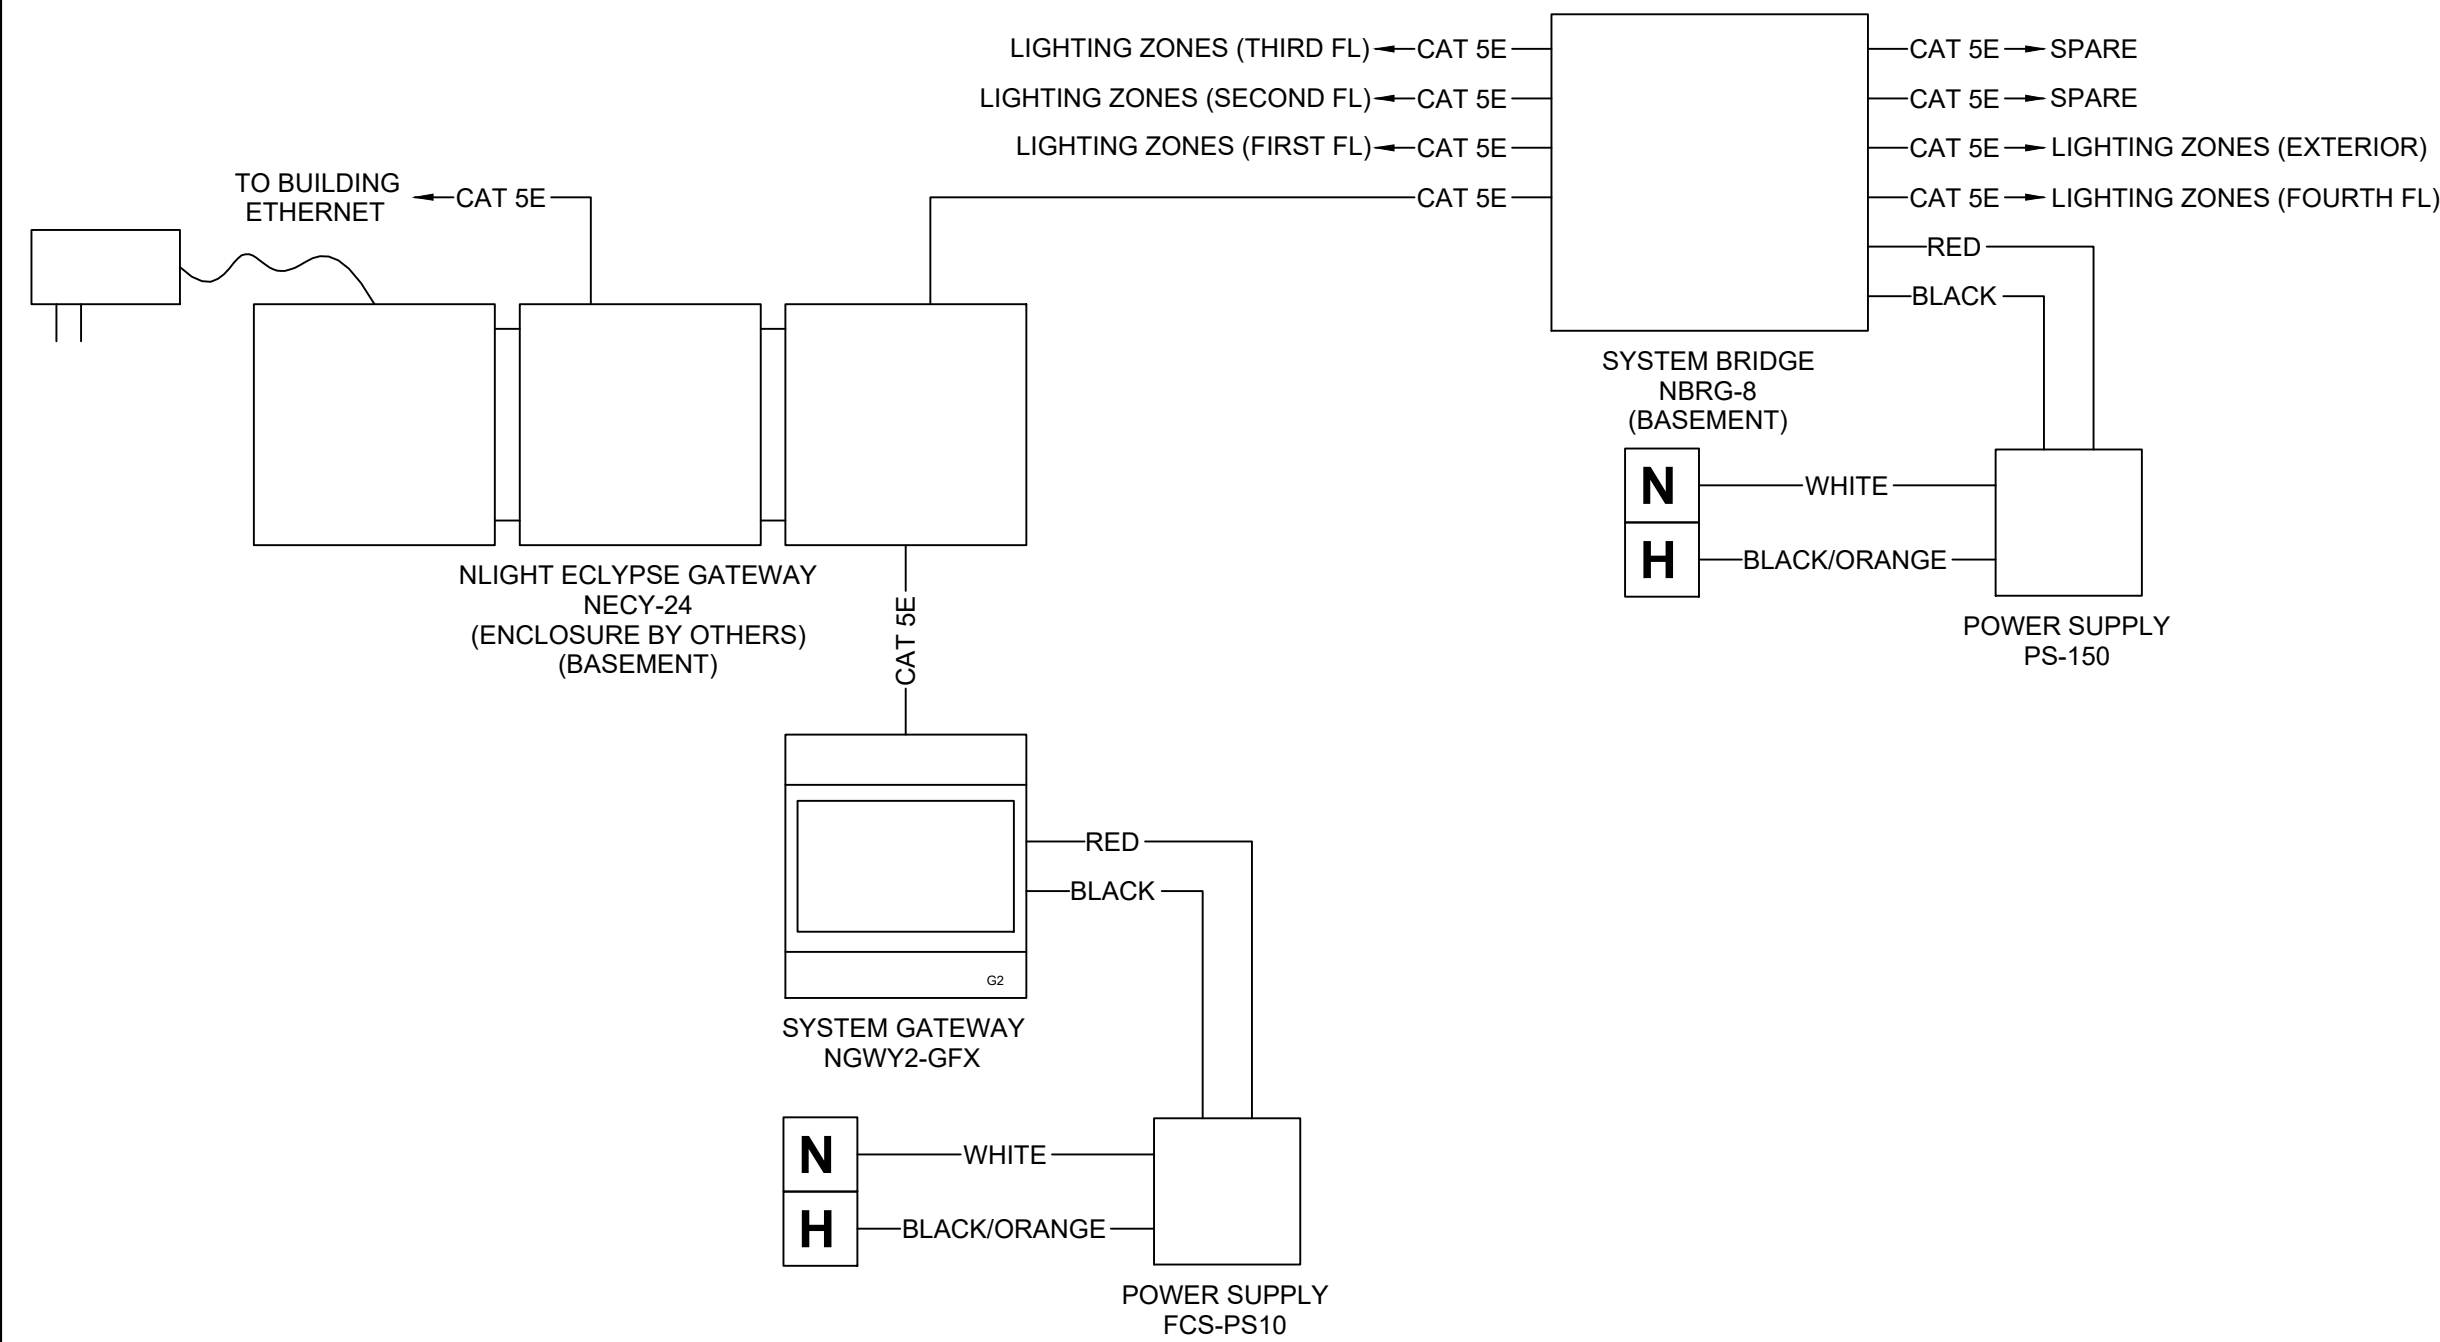 LIGHTING ZONES (THIRD FL) CAT 5E CAT 5E SPARE
LIGHTING ZONES (SECOND FL) CAT 5E CAT 5E SPARE
LIGHTING ZONES (FIRST FL) CAT 5E CAT 5E LIGHTING ZONES (EXTERIOR)
TO BUILDING
ETHERNET
CAT 5E
CAT 5E CAT 5E LIGHTING ZONES (FOURTH FL)
RED
BLACK
SYSTEM BRIDGE
NBRG-8
(BASEMENT)
N WHITE
H BLACK/ORANGE
POWER SUPPLY
PS-150
NLIGHT ECLYPSE GATEWAY
NECY-24
(ENCLOSURE BY OTHERS)
(BASEMENT)
CAT 5E
RED
BLACK
G2
SYSTEM GATEWAY
NGWY2-GFX
N WHITE
H BLACK/ORANGE
POWER SUPPLY
FCS-PS10